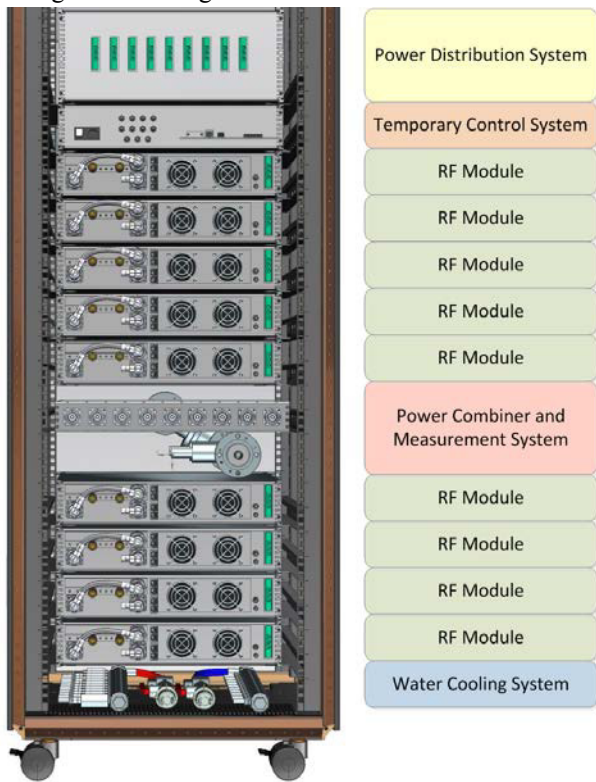 Power Distribution System
Temporary Control System
RF Module
RF Module
RF Module
RF Module
RF Module
Power Combiner and
Measurement System
RF Module
RF Module
RF Module
RF Module
Water Cooling System